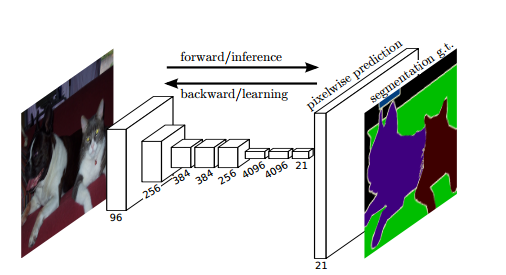 forward/inference
backward/learning
pixelwise prediction
segmentation g.t.
96
256
384
384
256
4096
4096
21
21